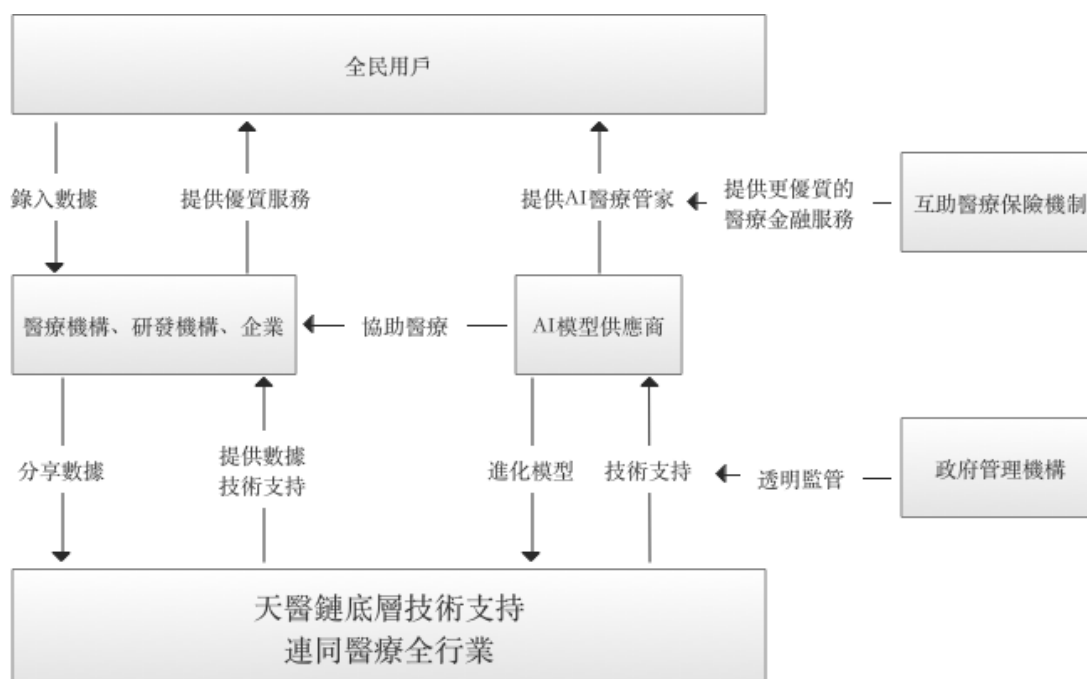 全民用戶
錄入數據
提供優質服務
提供AI醫療管家
提供更優質的
醫療金融服務
互助醫療保險機制
醫療機構、研發機構、企業
協助醫療
AI模型供應商
分享數據
提供數據
技術支持
進化模型
技術支持
透明監管
政府管理機構
天醫鏈底層技術支持
連同醫療全行業